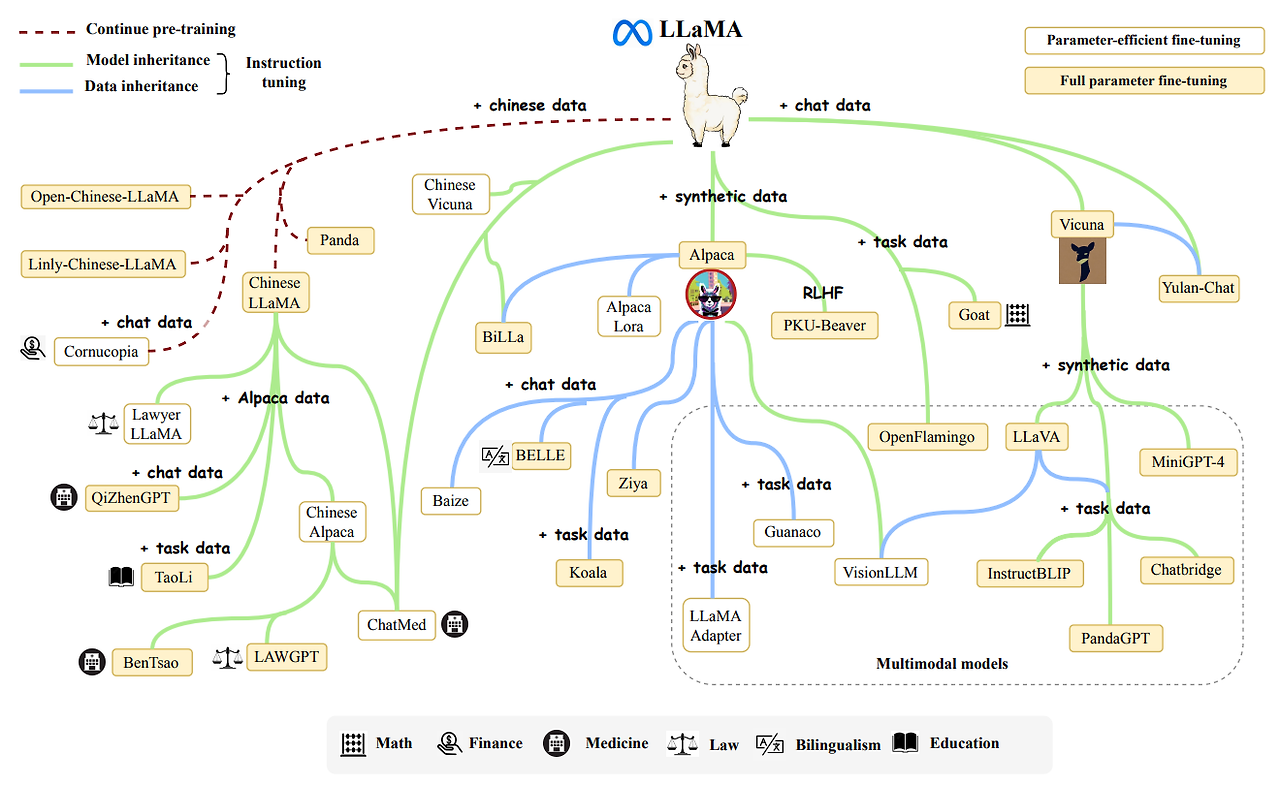 LLaMA
Continue pre-training
Model inheritance
Data inheritance
Instruction
tuning
Parameter-efficient fine-tuning
Full parameter fine-tuning
+ chinese data
+ chat data
Chinese
Vicuna
+ synthetic data
Open-Chinese-LLaMA
Panda
Linly-Chinese-LLaMA
Chinese
LLaMA
+ chat data
Cornucopia
Alpaca
+ task data
Vicuna
Yulan-Chat
Alpaca
Lora
RLHF
PKU-Beaver
Goat
BiLLa
+ synthetic data
+ Alpaca data
Lawyer
LLaMA
+ chat data
QiZhenGPT
Chinese
Alpaca
+ task data
TaoLi
ChatMed
BenTsao
LAWGPT
+ chat data
BELLE
Baize
Ziya
+ task data
Koala
OpenFlamingo
LLaVA
MiniGPT-4
+ task data
Guanaco
+ task data
+ task data
VisionLLM
InstructBLIP
Chatbridge
LLaMA
Adapter
PandaGPT
Multimodal models
Math
Finance
Medicine
Law
Bilingualism
Education